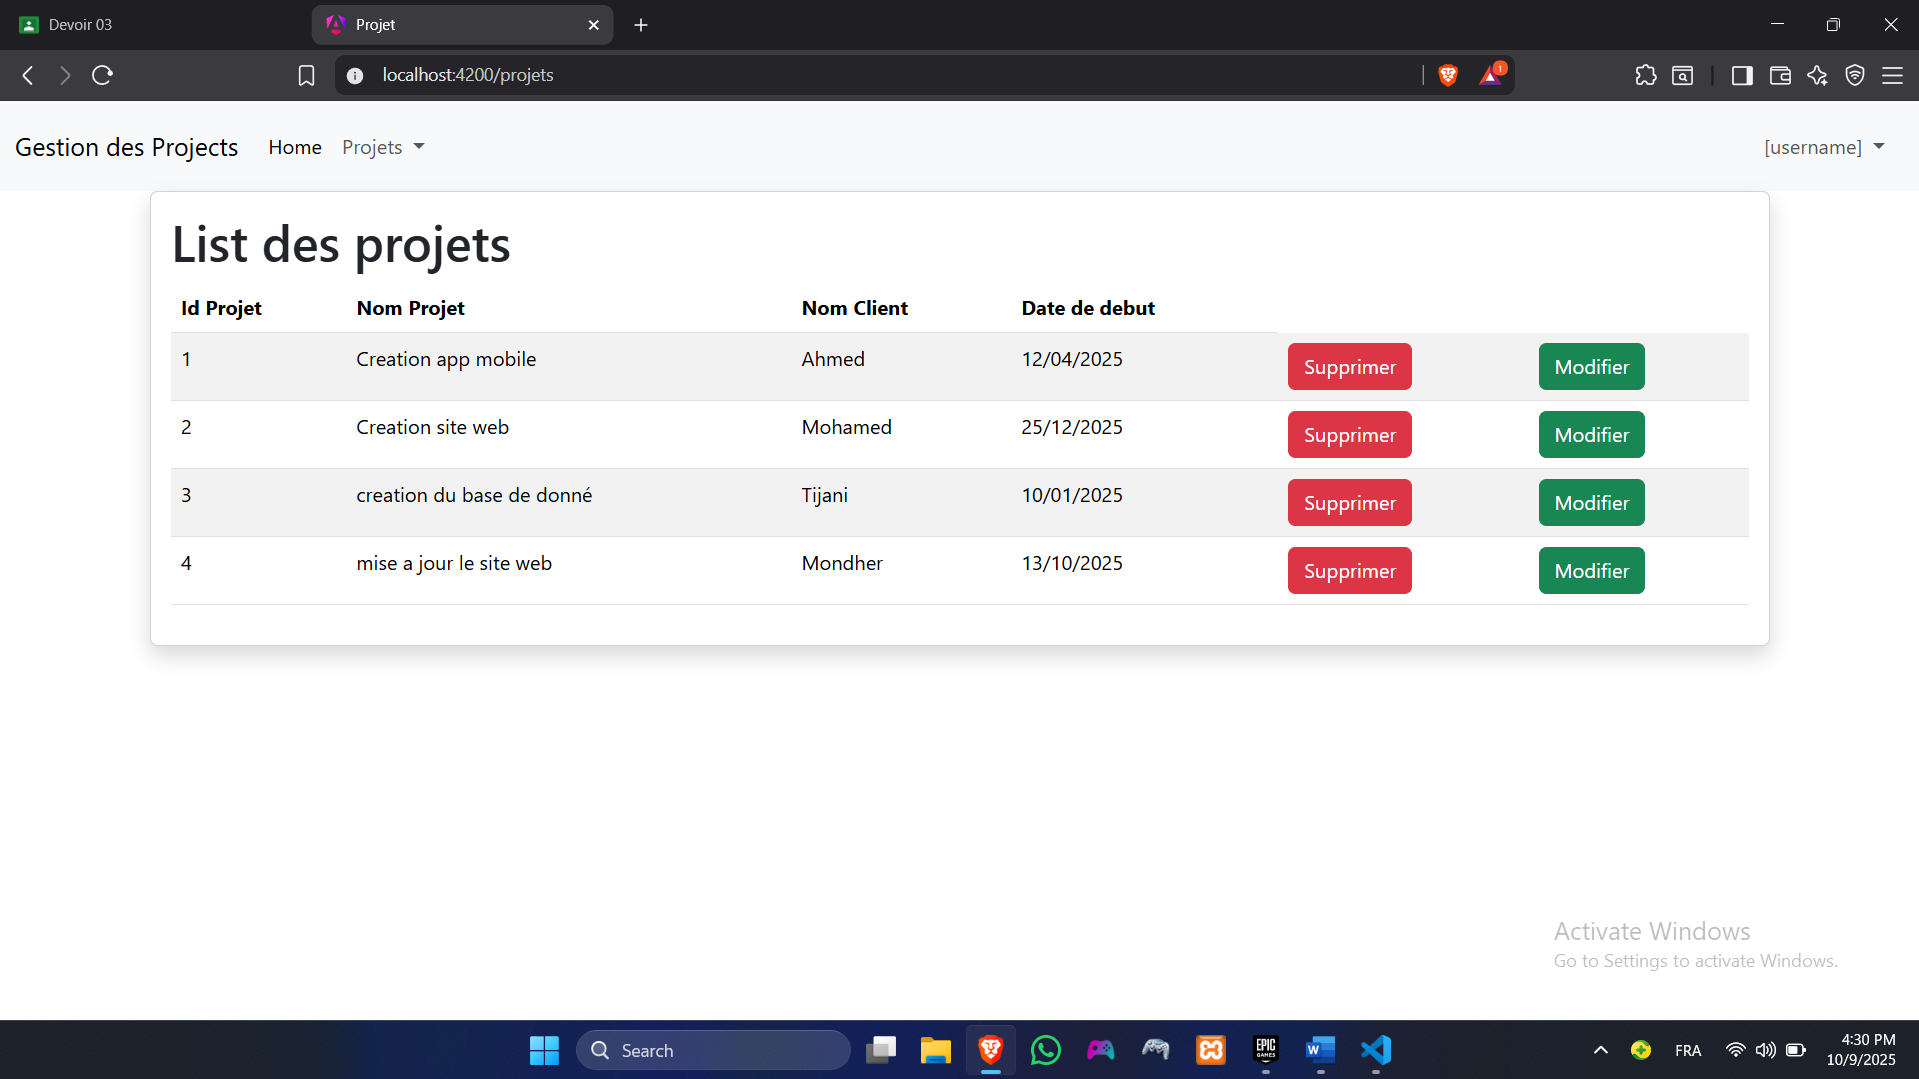 Devoir 03
Projet
localhost:4200/projets
1
Gestion des Projects Home Projets [username]
List des projets
Id Projet Nom Projet Nom Client Date de debut
1 Creation app mobile Ahmed 12/04/2025 Supprimer Modifier
2 Creation site web Mohamed 25/12/2025 Supprimer Modifier
3 creation du base de donné Tijani 10/01/2025 Supprimer Modifier
4 mise a jour le site web Mondher 13/10/2025 Supprimer Modifier
Activate Windows
Go to Settings to activate Windows.
Search
EPIC
GAMES
W
FRA
4:30 PM
10/9/2025